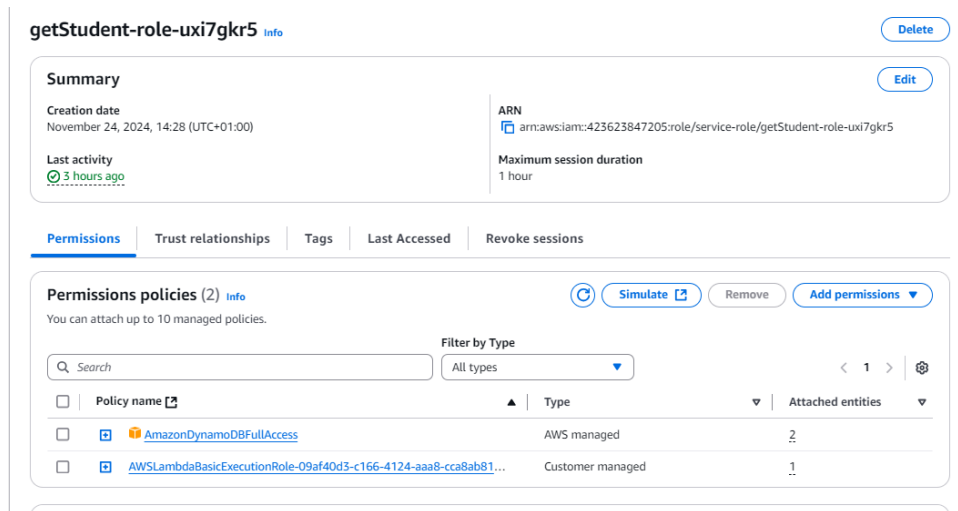 getStudent-role-uxi7gkr5 Info
Delete
Summary
Edit
Creation date
November 24, 2024, 14:28 (UTC+01:00)
ARN
arn:aws:iam::423623847205:role/service-role/getStudent-role-uxi7gkr5
Last activity
3 hours ago
Maximum session duration
1 hour
Permissions Trust relationships Tags Last Accessed Revoke sessions
Permissions policies (2) Info
Simulate Remove Add permissions
You can attach up to 10 managed policies.
Filter by Type
Search
All types
1
Policy name Type Attached entities
AmazonDynamoDBFullAccess AWS managed 2
AWSLambdaBasicExecutionRole-09af40d3-c166-4124-aaa8-cca8ab81... Customer managed 1